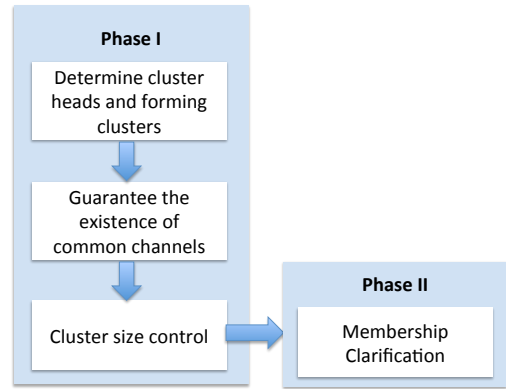 Phase I
Determine cluster
heads and forming
clusters
Guarantee the
existence of
common channels
Cluster size control
Phase II
Membership
Clarification